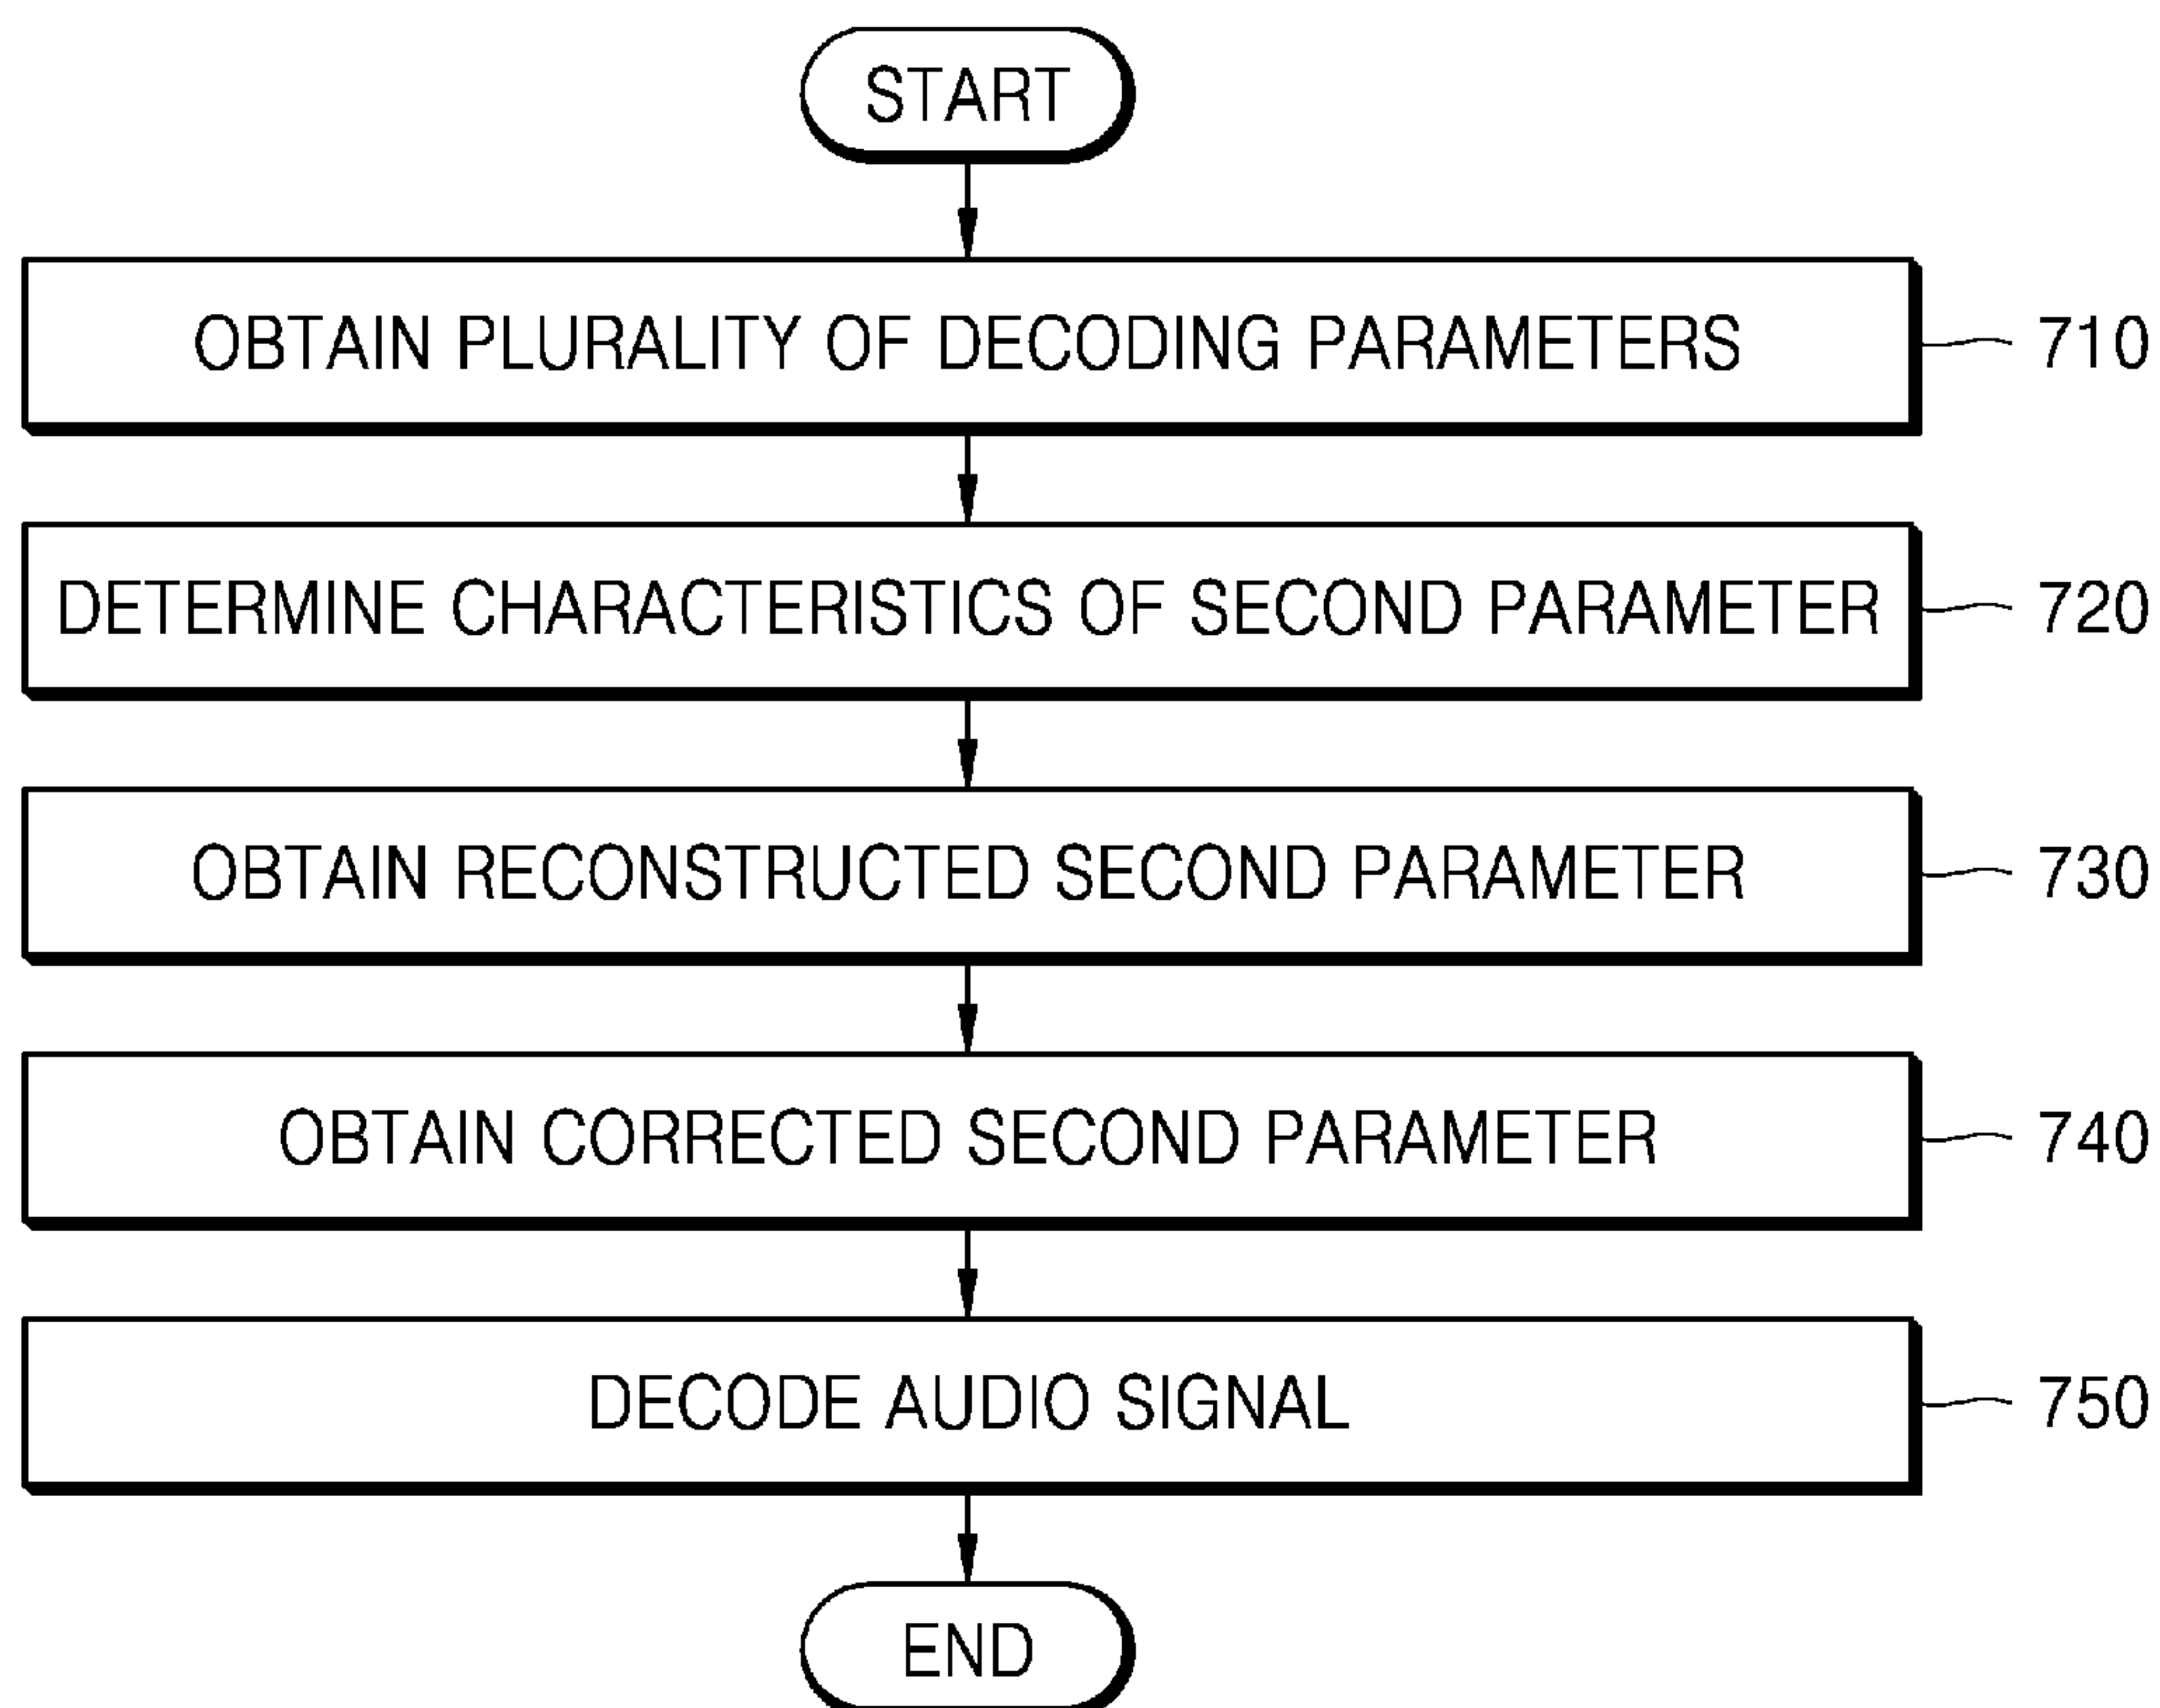 START
OBTAIN PLURALITY OF DECODING PARAMETERS 710
DETERMINE CHARACTERISTICS OF SECOND PARAMETER 720
OBTAIN RECONSTRUCTED SECOND PARAMETER 730
OBTAIN CORRECTED SECOND PARAMETER 740
DECODE AUDIO SIGNAL 750
END